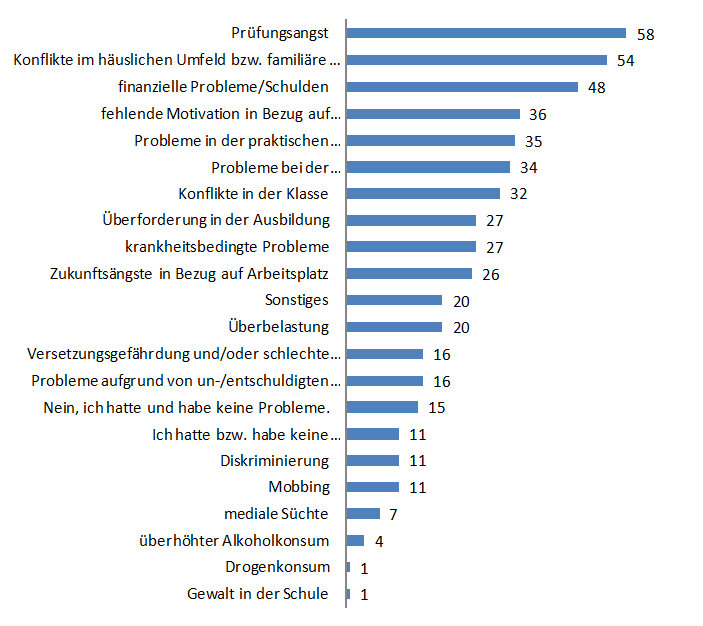 Prüfungsangst 58
Konflikte im häuslichen Umfeld bzw. familiäre ... 54
finanzielle Probleme/Schulden 48
fehlende Motivation in Bezug auf... 36
Probleme in der praktischen... 35
Probleme bei der... 34
Konflikte in der Klasse 32
Überforderung in der Ausbildung 27
krankheitsbedingte Probleme 27
Zukunftsängste in Bezug auf Arbeitsplatz 26
Sonstiges 20
Überbelastung 20
Versetzungsgefährdung und/oder schlechte... 16
Probleme aufgrund von un-/entschuldigten... 16
Nein, ich hatte und habe keine Probleme. 15
Ich hatte bzw. habe keine... 11
Diskriminierung 11
Mobbing 11
mediale Süchte 7
überhöhter Alkoholkonsum 4
Drogenkonsum 1
Gewalt in der Schule 1